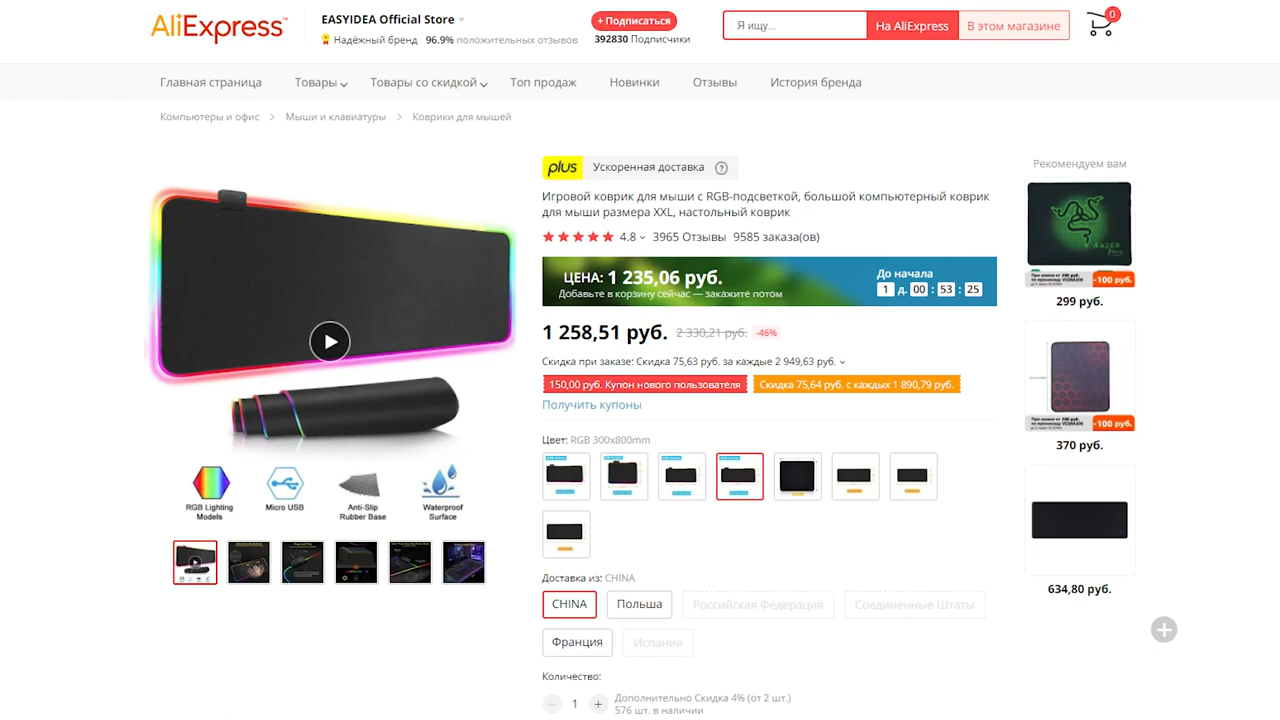 AliExpress™
EASYIDEA Official Store
Надёжный бренд 96.9% положительных отзывов
+ Подписаться
392830 Подписчики
Я ищу...
На AliExpress
В этом магазине
0
Главная страница Товары Товары со скидкой Топ продаж Новинки Отзывы История бренда
Компьютеры и офис > Мыши и клавиатуры > Коврики для мышей
RGB Lighting
Models
Micro USB
Anti-Slip
Rubber Base
Waterproof
Surface
plus Ускоренная доставка ?
Игровой коврик для мыши с RGB-подсветкой, большой компьютерный коврик
для мыши размера XXL, настольный коврик
4.8 3965 Отзывы 9585 заказа(ов)
ЦЕНА: 1 235,06 руб.
Добавьте в корзину сейчас — закажите потом
До начала
1 д. 00 : 53 : 25
1 258,51 руб. 2 330,21 руб. -46%
Скидка при заказе: Скидка 75,63 руб. за каждые 2 949,63 руб.
150,00 руб. Купон нового пользователя
Скидка 75,64 руб. с каждых 1 890,79 руб.
Получить купоны
Цвет: RGB 300x800mm
Доставка из: CHINA
CHINA Польша Российская Федерация Соединенные Штаты
Франция Испания
Количество:
1 +
Дополнительно Скидка 4% (от 2 шт.)
576 шт. в наличии
Рекомендуем вам
RAZER
-100 руб.
299 руб.
-100 руб.
370 руб.
634,80 руб.